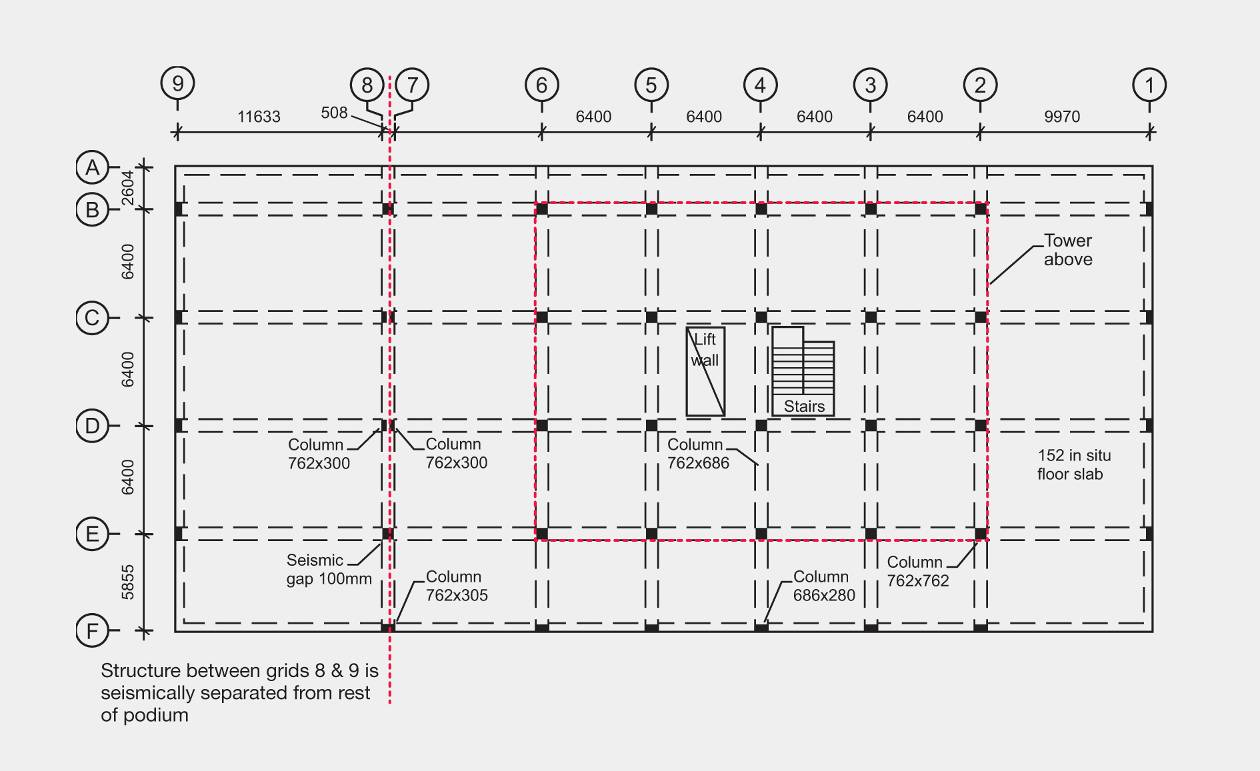 9
8
7
6
5
4
3
2
1
11633
508
6400
6400
6400
6400
9970
A
2604
B
6400
Tower
above
C
Lift
wall
6400
Stairs
D
Column
762x300
Column
762x300
Column
762x686
152 in situ
floor slab
6400
E
Seismic
gap 100mm
Column
762x305
Column
686x280
Column
762x762
5855
F
Structure between grids 8 & 9 is
seismically separated from rest
of podium